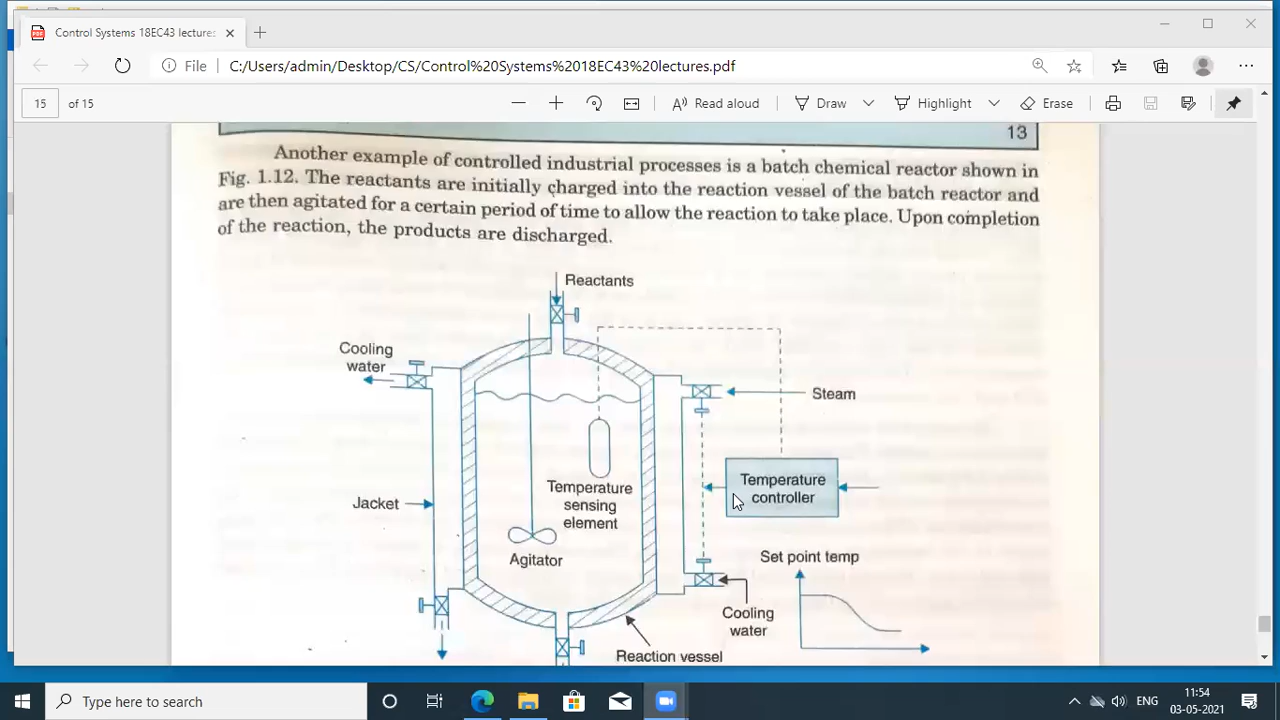 Control Systems 18EC43 lectures
File
C:/Users/admin/Desktop/CS/Control%20Systems%2018EC43%20lectures.pdf
15 of 15
Read aloud
Draw
Highlight
Erase
13
Another example of controlled industrial processes is a batch chemical reactor shown in
Fig. 1.12. The reactants are initially charged into the reaction vessel of the batch reactor and
are then agitated for a certain period of time to allow the reaction to take place. Upon completion
of the reaction, the products are discharged.
Reactants
Cooling
water
Steam
Temperature
controller
Temperature
sensing
element
Jacket
Agitator
Set point temp
Cooling
water
Reaction vessel
Type here to search
ENG
11:54
03-05-2021